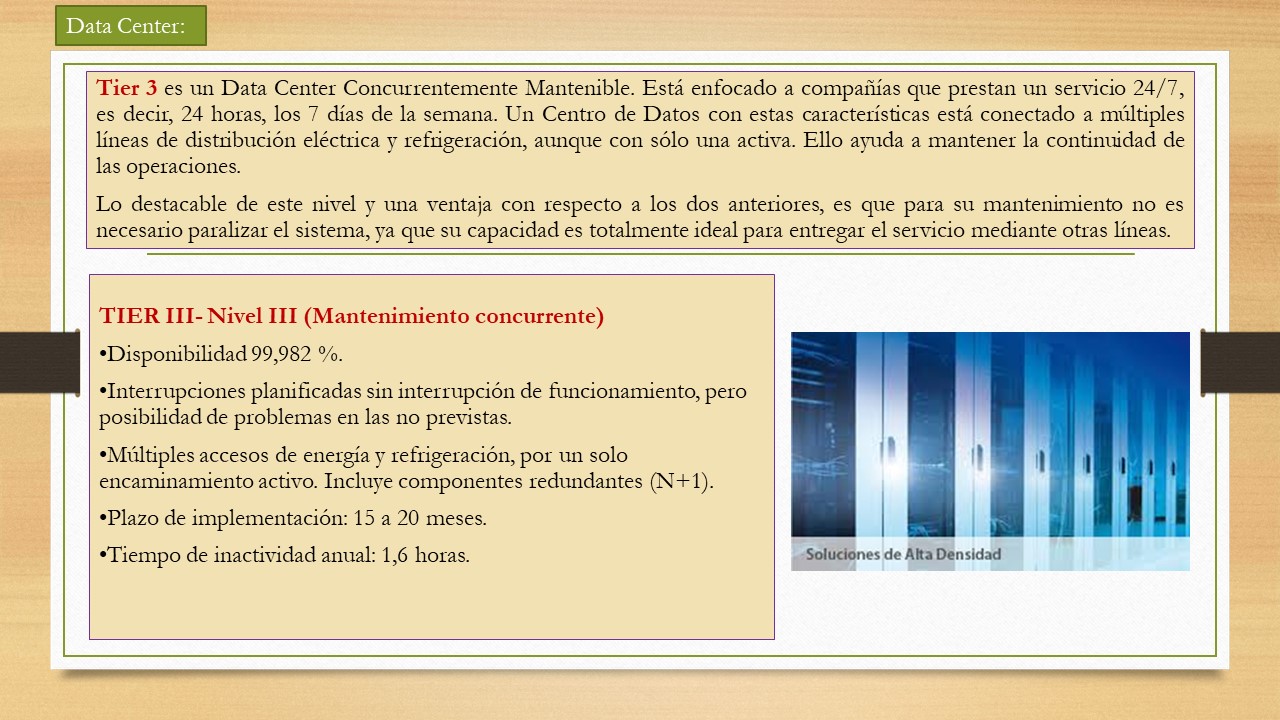 Data Center:
Tier 3 es un Data Center Concurrentemente Mantenible. Está enfocado a compañías que prestan un servicio 24/7,
es decir, 24 horas, los 7 días de la semana. Un Centro de Datos con estas características está conectado a múltiples
líneas de distribución eléctrica y refrigeración, aunque con sólo una activa. Ello ayuda a mantener la continuidad de
las operaciones.
Lo destacable de este nivel y una ventaja con respecto a los dos anteriores, es que para su mantenimiento no es
necesario paralizar el sistema, ya que su capacidad es totalmente ideal para entregar el servicio mediante otras líneas.
TIER III- Nivel III (Mantenimiento concurrente)
•Disponibilidad 99,982 %.
•Interrupciones planificadas sin interrupción de funcionamiento, pero
posibilidad de problemas en las no previstas.
•Múltiples accesos de energía y refrigeración, por un solo
encaminamiento activo. Incluye componentes redundantes (N+1).
•Plazo de implementación: 15 a 20 meses.
•Tiempo de inactividad anual: 1,6 horas.
Soluciones de Alta Densidad